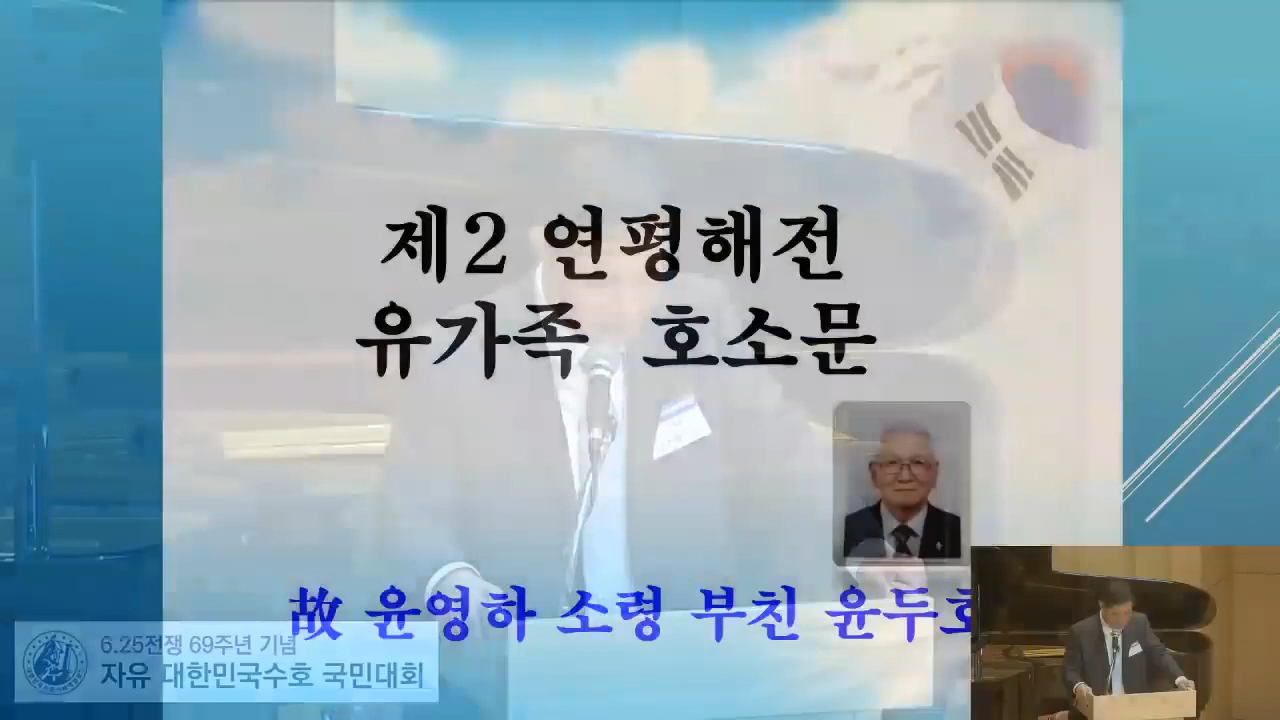 제2 연평해전
유가족 호소문
故 윤영하 소령 부친 윤두호
6.25전쟁 69주년 기념
자유 대한민국수호 국민대회